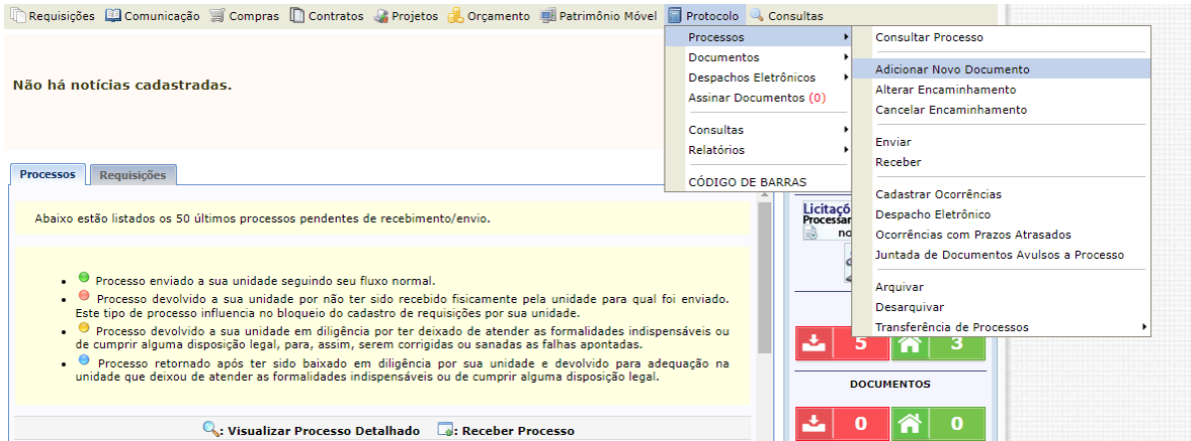 Requisições Comunicação Compras Contratos Projetos Orçamento Patrimônio Móvel Protocolo Consultas
Não há notícias cadastradas.
Processos
Documentos
Despachos Eletrônicos
Assinar Documentos (0)
Consultas
Relatórios
CÓDIGO DE BARRAS
Consultar Processo
Adicionar Novo Documento
Alterar Encaminhamento
Cancelar Encaminhamento
Enviar
Receber
Cadastrar Ocorrências
Despacho Eletrônico
Ocorrências com Prazos Atrasados
Juntada de Documentos Avulsos a Processo
Arquivar
Desarquivar
Transferência de Processos
Processos Requisições
Abaixo estão listados os 50 últimos processos pendentes de recebimento/envio.
Processo enviado a sua unidade seguindo seu fluxo normal.
Processo devolvido a sua unidade por não ter sido recebido fisicamente pela unidade para qual foi enviado.
Este tipo de processo influencia no bloqueio do cadastro de requisições por sua unidade.
Processo devolvido a sua unidade em diligência por ter deixado de atender as formalidades indispensáveis ou
de cumprir alguma disposição legal, para, assim, serem corrigidas ou sanadas as falhas apontadas.
Processo retornado após ter sido baixado em diligência por sua unidade e devolvido para adequação na
unidade que deixou de atender as formalidades indispensáveis ou de cumprir alguma disposição legal.
: Visualizar Processo Detalhado : Receber Processo
5 3
DOCUMENTOS
0 0